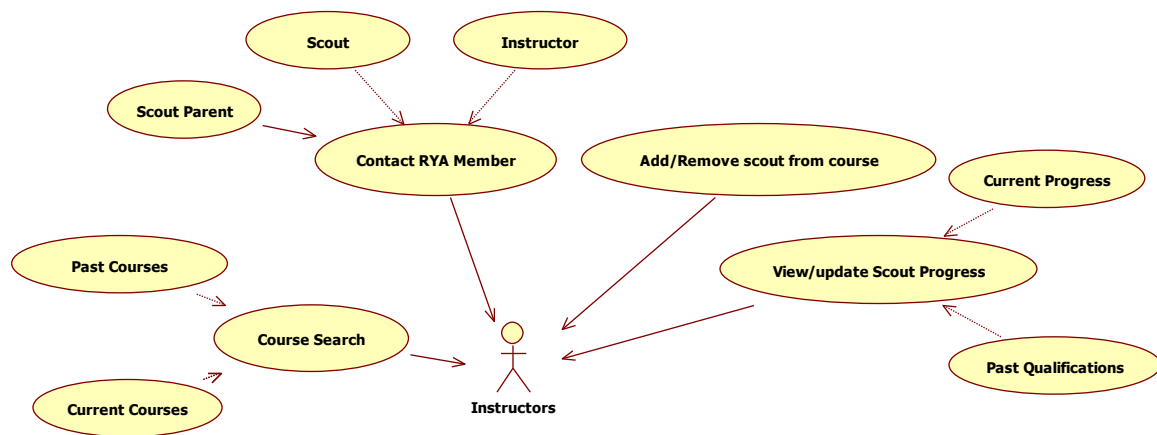 Scout
Instructor
Scout Parent
Contact RYA Member
Add/Remove scout from course
Current Progress
Past Courses
View/update Scout Progress
Course Search
Past Qualifications
Current Courses
Instructors